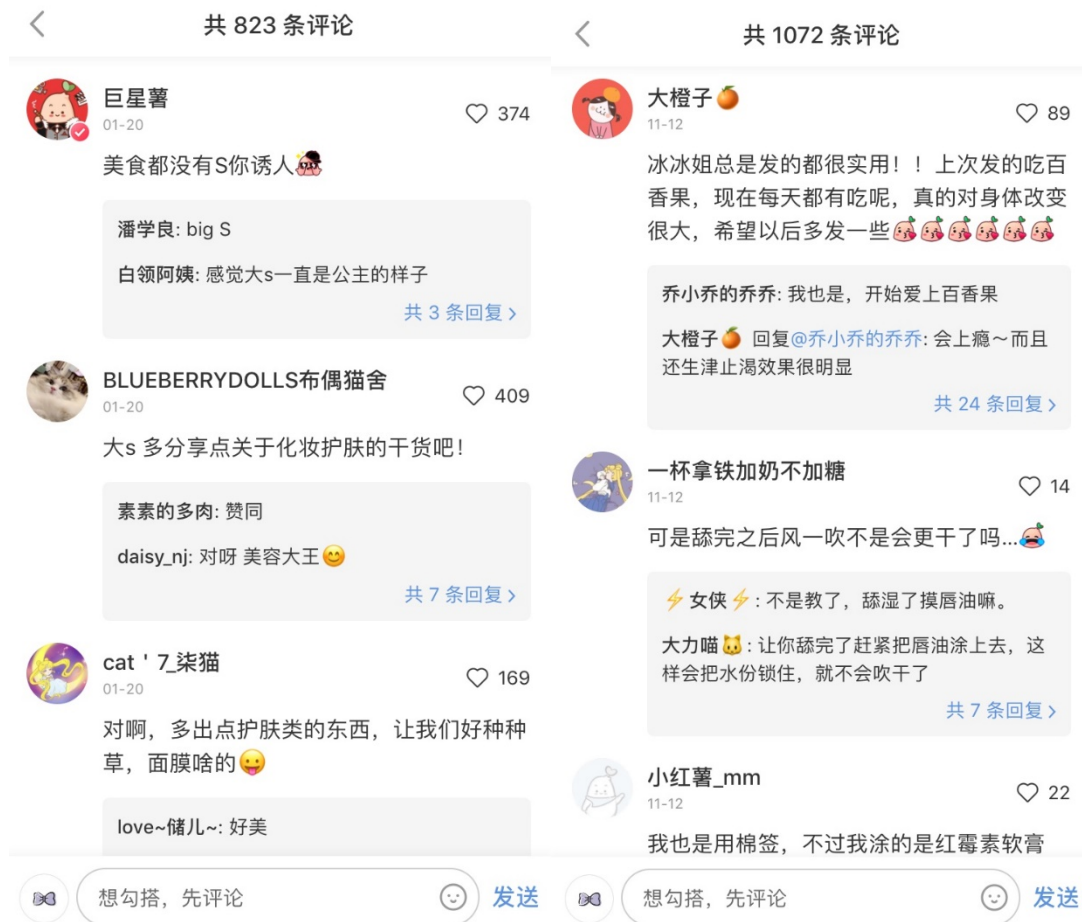 共 823 条评论
巨星薯
01-20
374
美食都没有S你诱人
潘学良: big S
白领阿姨: 感觉大s一直是公主的样子
共 3 条回复 >
BLUEBERRYDOLLS布偶猫舍
01-20
409
大s 多分享点关于化妆护肤的干货吧！
素素的多肉: 赞同
daisy_nj: 对呀 美容大王😊
共 7 条回复 >
cat ' 7_柒猫
01-20
169
对啊，多出点护肤类的东西，让我们好种种
草，面膜啥的😛
love~储儿~: 好美
想勾搭，先评论
发送
共 1072 条评论
大橙子🍊
11-12
89
冰冰姐总是发的都很实用！！上次发的吃百
香果，现在每天都有吃呢，真的对身体改变
很大，希望以后多发一些
乔小乔的乔乔: 我也是，开始爱上百香果
大橙子🍊 回复@乔小乔的乔乔: 会上瘾～而且
还生津止渴效果很明显
共 24 条回复 >
一杯拿铁加奶不加糖
11-12
14
可是舔完之后风一吹不是会更干了吗...
⚡女侠⚡: 不是教了，舔湿了摸唇油嘛。
大力喵🐱: 让你舔完了赶紧把唇油涂上去，这
样会把水份锁住，就不会吹干了
共 7 条回复 >
小红薯_mm
11-12
22
我也是用棉签，不过我涂的是红霉素软膏
想勾搭，先评论
发送